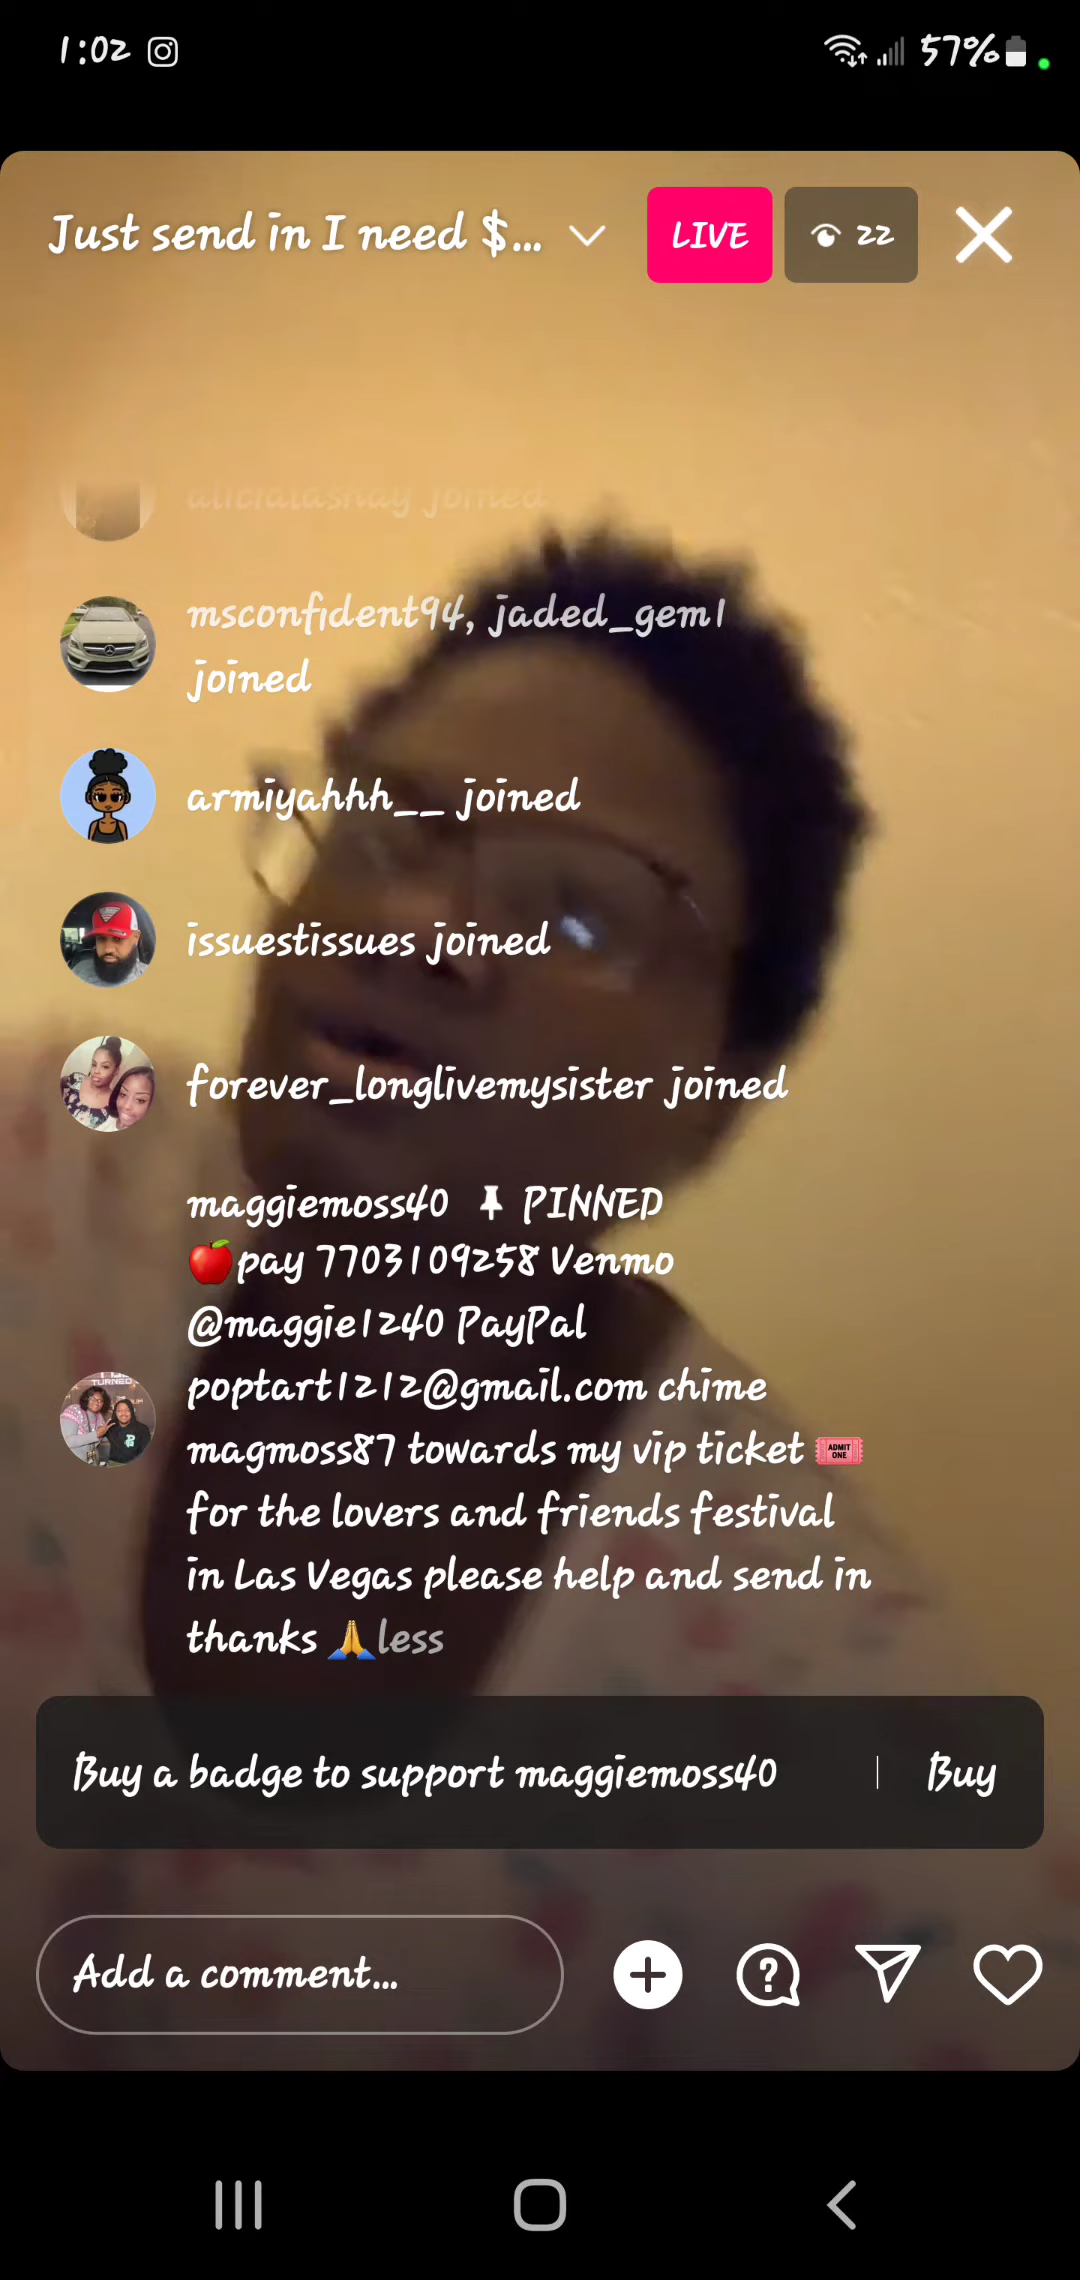 1:02 57%
Just send in I need $... LIVE 22
alicialashay joined
msconfident94, jaded_gem1
joined
armiyahhh__ joined
issuestissues joined
forever_longlivemysister joined
maggiemoss40 📌 PINNED
🍎pay 7703109258 Venmo
@maggie1240 PayPal
poptart1212@gmail.com chime
magmoss87 towards my vip ticket 🎟️
for the lovers and friends festival
in Las Vegas please help and send in
thanks 🙏less
Buy a badge to support maggiemoss40 | Buy
Add a comment...